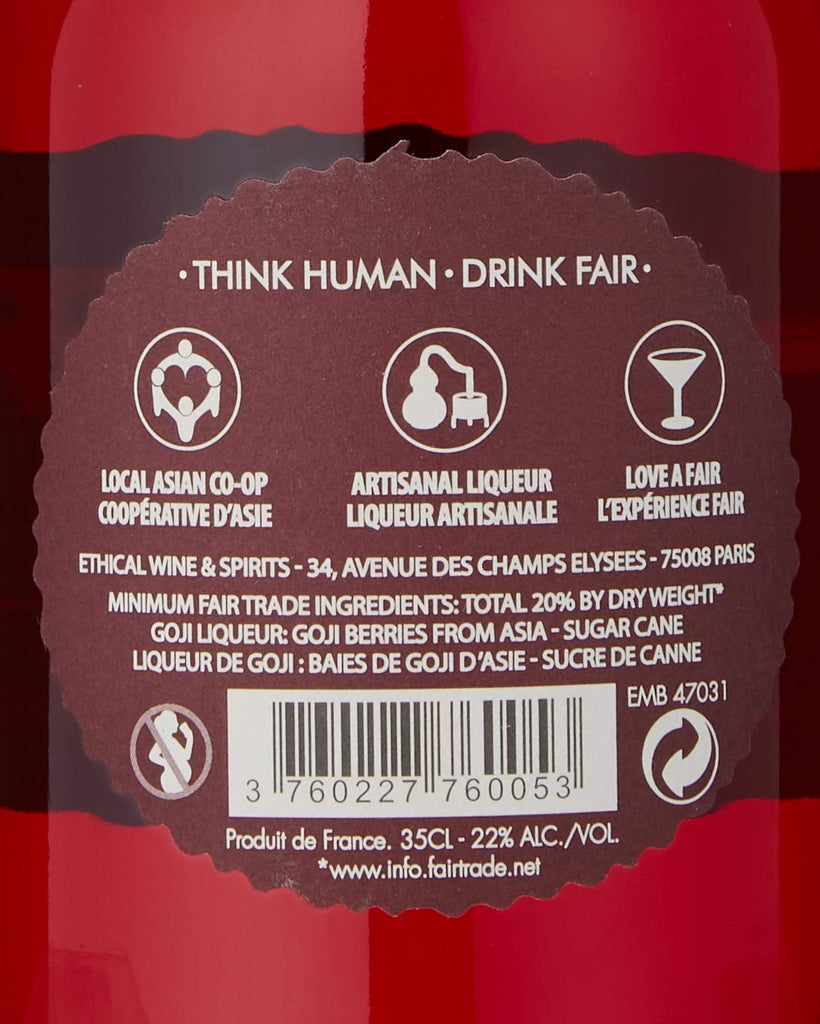 · THINK HUMAN · DRINK FAIR ·
LOCAL ASIAN CO-OP
COOPÉRATIVE D'ASIE
ARTISANAL LIQUEUR
LIQUEUR ARTISANALE
LOVE A FAIR
L'EXPÉRIENCE FAIR
ETHICAL WINE & SPIRITS - 34, AVENUE DES CHAMPS ELYSEES - 75008 PARIS
MINIMUM FAIR TRADE INGREDIENTS: TOTAL 20% BY DRY WEIGHT*
GOJI LIQUEUR: GOJI BERRIES FROM ASIA - SUGAR CANE
LIQUEUR DE GOJI : BAIES DE GOJI D'ASIE - SUCRE DE CANNE
EMB 47031
3 760227 760053
Produit de France. 35CL - 22% ALC./VOL.
*www.info.fairtrade.net